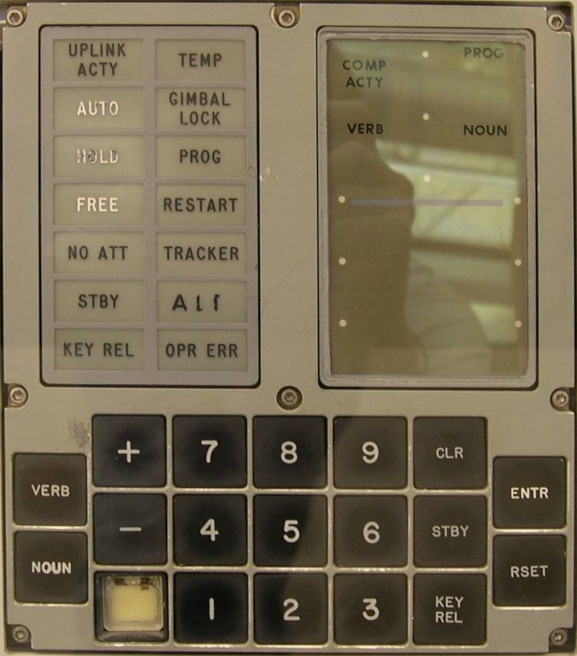 UPLINK
ACTY
TEMP
AUTO
GIMBAL
LOCK
HOLD
PROG
FREE
RESTART
NO ATT
TRACKER
STBY
KEY REL
OPR ERR
PROG
COMP
ACTY
VERB
NOUN
+
7
8
9
CLR
VERB
ENTR
-
4
5
6
STBY
NOUN
RSET
1
2
3
KEY
REL